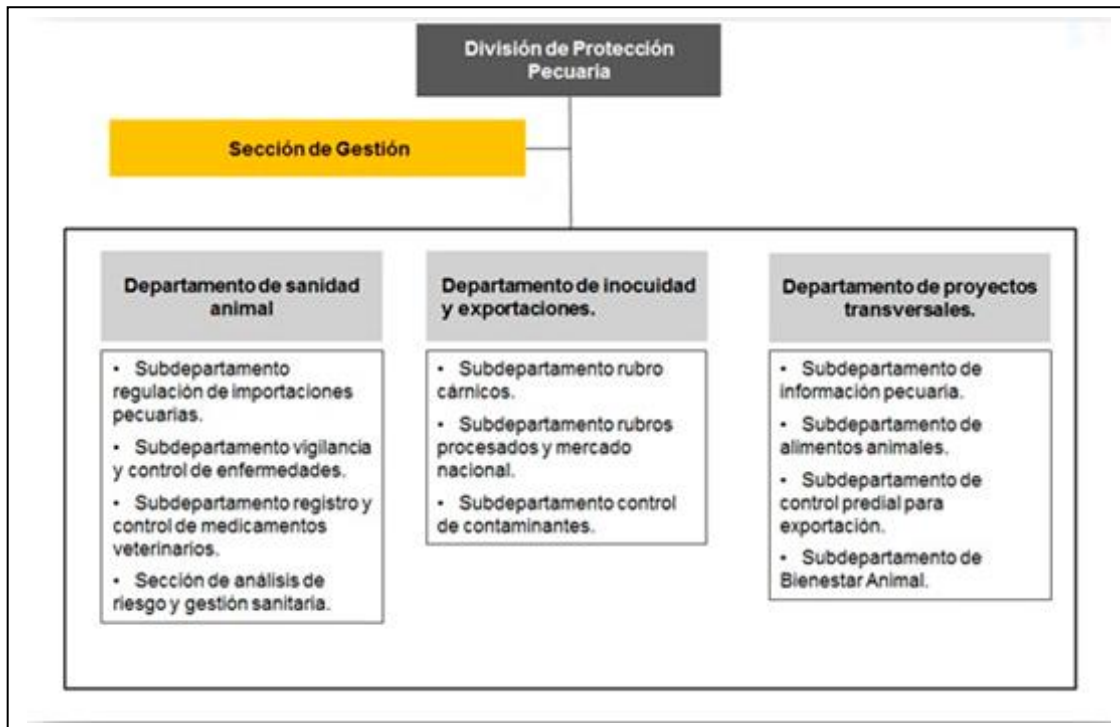 División de Protección
Pecuaria
Sección de Gestión
Departamento de sanidad
animal
• Subdepartamento
regulación de importaciones
pecuarias.
• Subdepartamento vigilancia
y control de enfermedades.
• Subdepartamento registro y
control de medicamentos
veterinarios.
• Sección de análisis de
riesgo y gestión sanitaria.
Departamento de inocuidad
y exportaciones.
• Subdepartamento rubro
cárnicos.
• Subdepartamento rubros
procesados y mercado
nacional.
• Subdepartamento control
de contaminantes.
Departamento de proyectos
transversales.
• Subdepartamento de
información pecuaria.
• Subdepartamento de
alimentos animales.
• Subdepartamento de
control predial para
exportación.
• Subdepartamento de
Bienestar Animal.